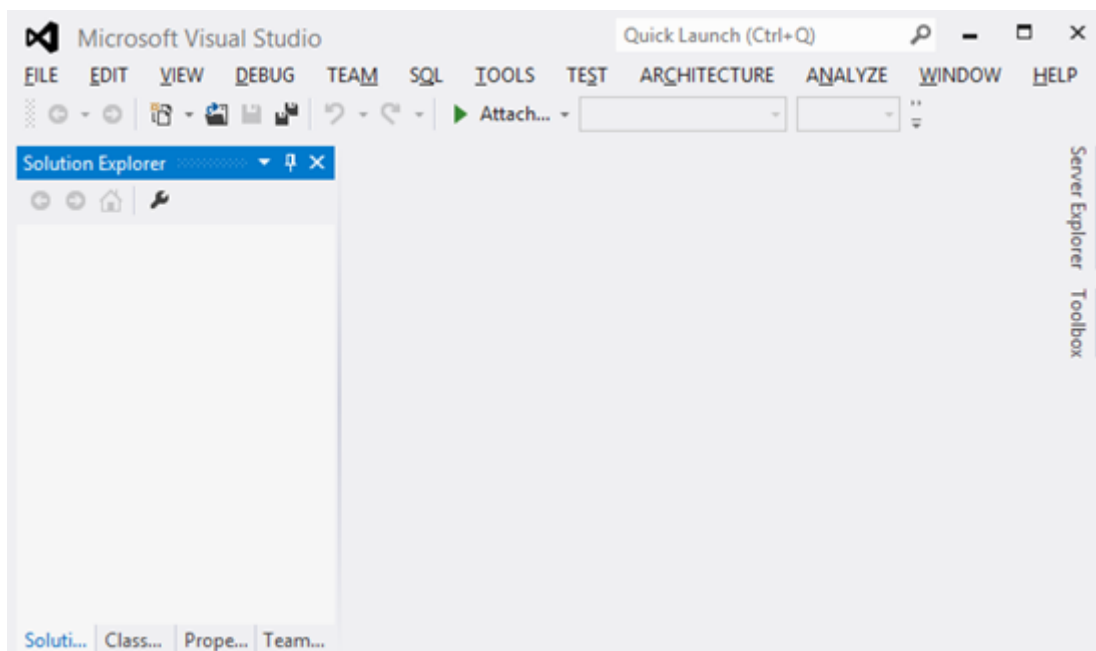 Microsoft Visual Studio
Quick Launch (Ctrl+Q)
FILE EDIT VIEW DEBUG TEAM SQL TOOLS TEST ARCHITECTURE ANALYZE WINDOW HELP
Attach...
Solution Explorer
Server Explorer
Toolbox
Soluti... Class... Prope... Team...